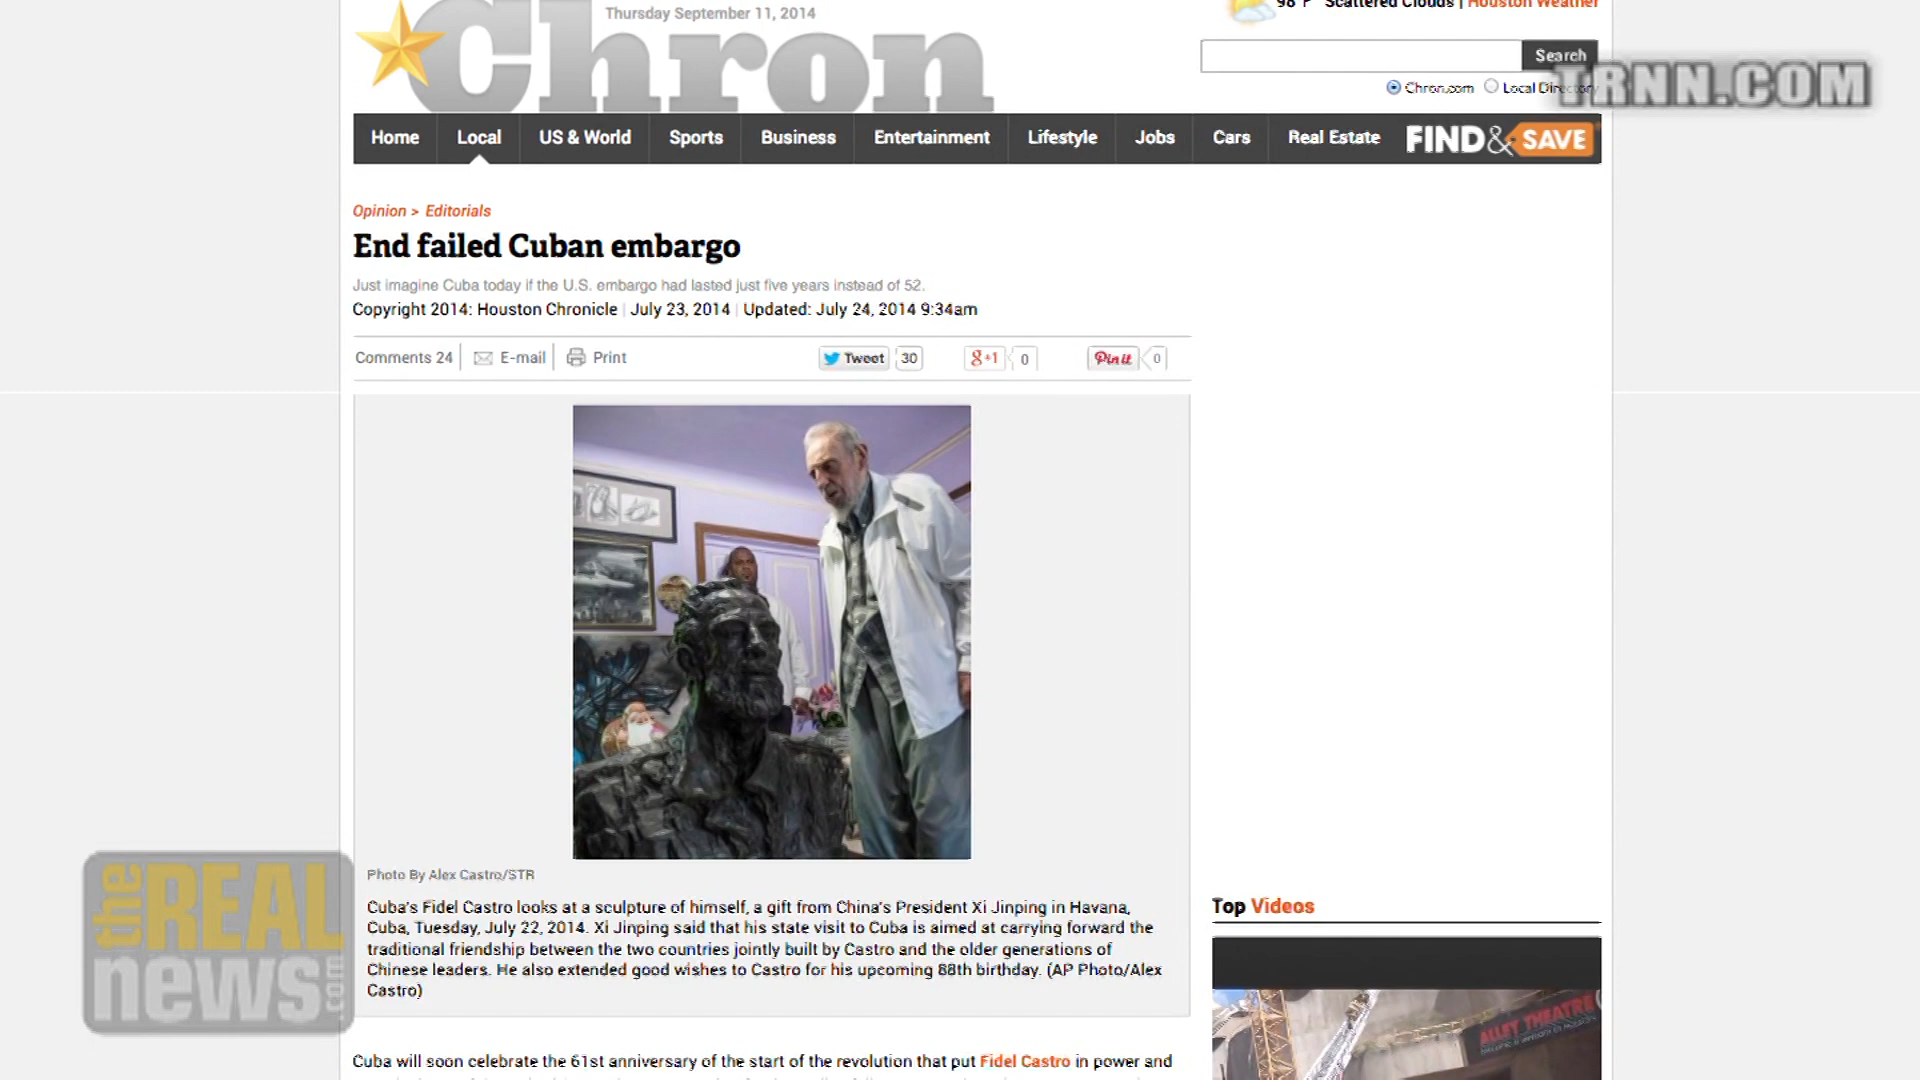 Thursday September 11, 2014
98°F Scattered Clouds | Houston Weather
Chron
Search
Chron.com Local Directory
TRNN.COM
Home Local US & World Sports Business Entertainment Lifestyle Jobs Cars Real Estate FIND&SAVE
Opinion > Editorials
End failed Cuban embargo
Just imagine Cuba today if the U.S. embargo had lasted just five years instead of 52.
Copyright 2014: Houston Chronicle | July 23, 2014 | Updated: July 24, 2014 9:34am
Comments 24 E-mail Print Tweet 30 g+1 0 Pin it 0
Photo By Alex Castro/STR
Cuba's Fidel Castro looks at a sculpture of himself, a gift from China's President Xi Jinping in Havana,
Cuba, Tuesday, July 22, 2014. Xi Jinping said that his state visit to Cuba is aimed at carrying forward the
traditional friendship between the two countries jointly built by Castro and the older generations of
Chinese leaders. He also extended good wishes to Castro for his upcoming 88th birthday. (AP Photo/Alex
Castro)
Cuba will soon celebrate the 61st anniversary of the start of the revolution that put Fidel Castro in power and
Top Videos
ALLEY THEATRE
the REAL
news.com